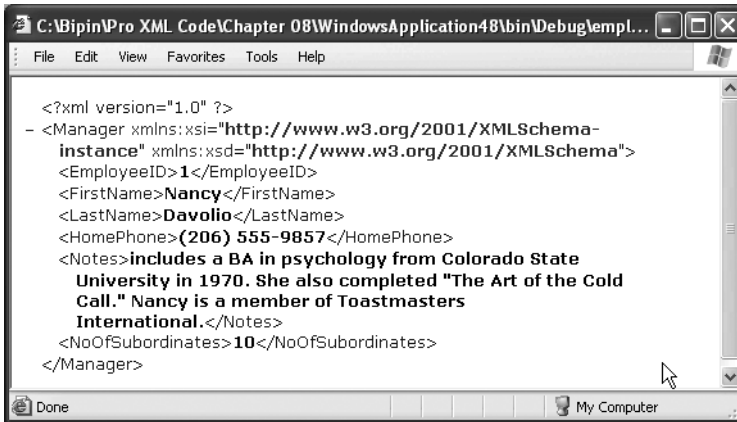 C:\Bipin\Pro XML Code\Chapter 08\WindowsApplication48\bin\Debug\empl...
File Edit View Favorites Tools Help
<?xml version="1.0" ?>
- <Manager xmlns:xsi="http://www.w3.org/2001/XMLSchema-
instance" xmlns:xsd="http://www.w3.org/2001/XMLSchema">
<EmployeeID>1</EmployeeID>
<FirstName>Nancy</FirstName>
<LastName>Davolio</LastName>
<HomePhone>(206) 555-9857</HomePhone>
<Notes>includes a BA in psychology from Colorado State
University in 1970. She also completed "The Art of the Cold
Call." Nancy is a member of Toastmasters
International.</Notes>
<NoOfSubordinates>10</NoOfSubordinates>
</Manager>
Done My Computer